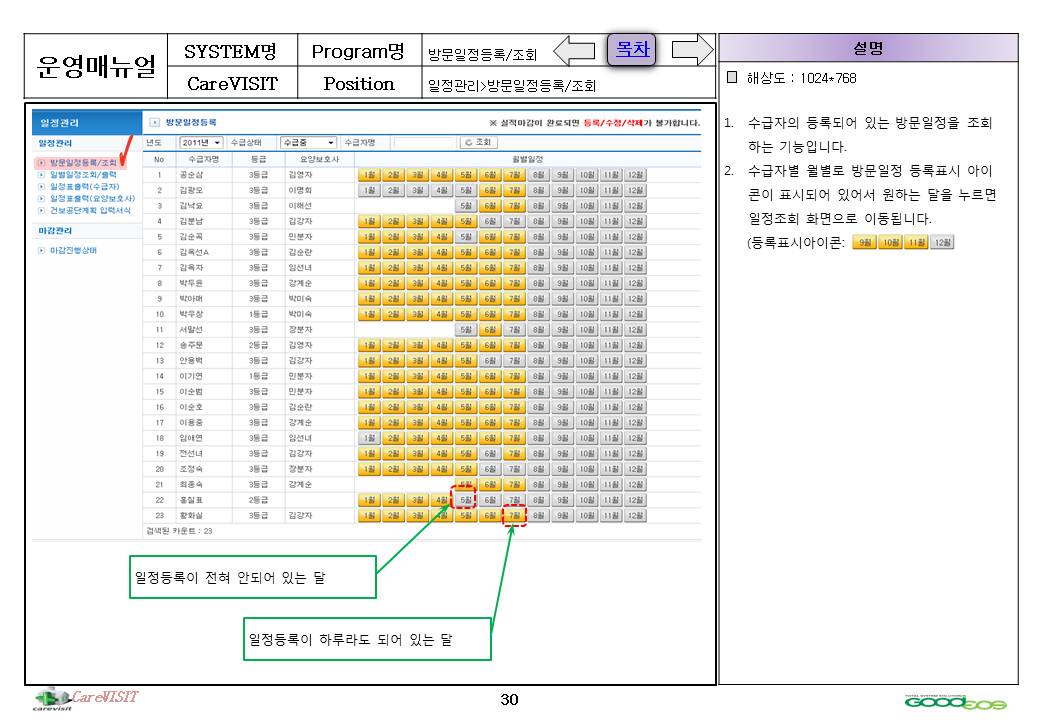 운영매뉴얼
SYSTEM명
Program명
방문일정등록/조회
목차
CareVISIT
Position
일정관리>방문일정등록/조회
설명
해상도 : 1024*768
1. 수급자의 등록되어 있는 방문일정을 조회
하는 기능입니다.
2. 수급자별 월별로 방문일정 등록표시 아이
콘이 표시되어 있어서 원하는 달을 누르면
일정조회 화면으로 이동됩니다.
(등록표시아이콘: 9월 10월 11월 12월
일정관리
일정관리
방문일정등록/조회
일별일정조회/출력
일정표출력(수급자)
일정표출력(요양보호사)
건보공단계획 입력서식
마감관리
마감진행상태
방문일정등록
※ 실적마감이 완료되면 등록/수정/삭제가 불가합니다.
년도 2011년 수급상태 수급중 수급자명 조회
No 수급자명 등급 요양보호사 월별일정
1 공순삼 3등급 김영자 1월 2월 3월 4월 5월 6월 7월 8월 9월 10월 11월 12월
2 김광오 3등급 이명희 1월 2월 3월 4월 5월 6월 7월 8월 9월 10월 11월 12월
3 김낙요 3등급 이해선 5월 6월 7월 8월 9월 10월 11월 12월
4 김분남 3등급 김강자 1월 2월 3월 4월 5월 6월 7월 8월 9월 10월 11월 12월
5 김순곡 3등급 민분자 1월 2월 3월 4월 5월 6월 7월 8월 9월 10월 11월 12월
6 김옥선A 3등급 김순란 1월 2월 3월 4월 5월 6월 7월 8월 9월 10월 11월 12월
7 김옥자 3등급 임선녀 1월 2월 3월 4월 5월 6월 7월 8월 9월 10월 11월 12월
8 박두윤 3등급 강계순 1월 2월 3월 4월 5월 6월 7월 8월 9월 10월 11월 12월
9 박아매 3등급 박미숙 1월 2월 3월 4월 5월 6월 7월 8월 9월 10월 11월 12월
10 박우창 1등급 박미숙 1월 2월 3월 4월 5월 6월 7월 8월 9월 10월 11월 12월
11 서말선 3등급 장분자 5월 6월 7월 8월 9월 10월 11월 12월
12 송주문 2등급 김영자 1월 2월 3월 4월 5월 6월 7월 8월 9월 10월 11월 12월
13 안용백 3등급 김강자 1월 2월 3월 4월 5월 6월 7월 8월 9월 10월 11월 12월
14 이기연 1등급 민분자 1월 2월 3월 4월 5월 6월 7월 8월 9월 10월 11월 12월
15 이순범 3등급 민분자 1월 2월 3월 4월 5월 6월 7월 8월 9월 10월 11월 12월
16 이순호 3등급 김순란 1월 2월 3월 4월 5월 6월 7월 8월 9월 10월 11월 12월
17 이용중 3등급 강계순 1월 2월 3월 4월 5월 6월 7월 8월 9월 10월 11월 12월
18 임애연 3등급 임선녀 1월 2월 3월 4월 5월 6월 7월 8월 9월 10월 11월 12월
19 전선녀 3등급 김강자 1월 2월 3월 4월 5월 6월 7월 8월 9월 10월 11월 12월
20 조정숙 3등급 장분자 1월 2월 3월 4월 5월 6월 7월 8월 9월 10월 11월 12월
21 최종숙 3등급 강계순 5월 6월 7월 8월 9월 10월 11월 12월
22 홍칠표 2등급 1월 2월 3월 4월 5월 6월 7월 8월 9월 10월 11월 12월
23 황화실 3등급 김강자 1월 2월 3월 4월 5월 6월 7월 8월 9월 10월 11월 12월
검색된 카운트 : 23
일정등록이 전혀 안되어 있는 달
일정등록이 하루라도 되어 있는 달
carevisit
CareVISIT
30
TOTAL SYSTEM SOLUTIONS
GOODEOS